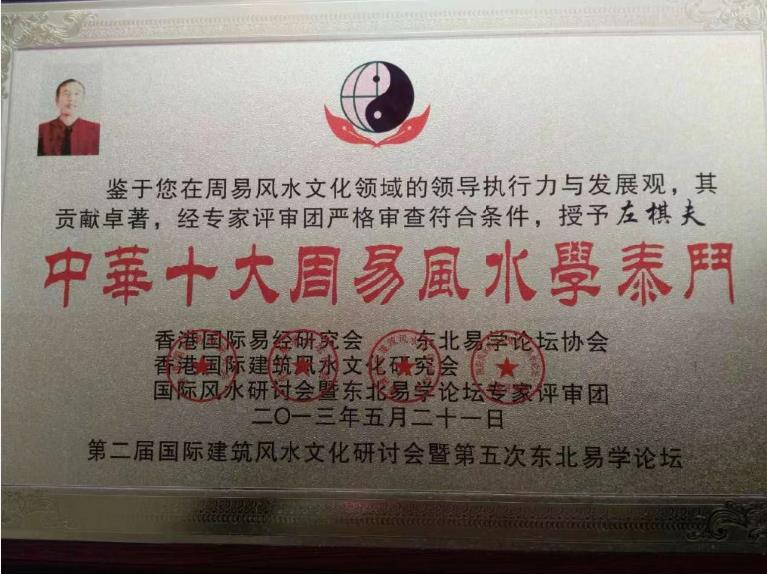 鉴于您在周易风水文化领域的领导执行力与发展观，其
贡献卓著，经专家评审团严格审查符合条件，授予左棋夫
中華十大周易風水學泰鬥
香港国际易经研究会 东北易学论坛协会
香港国际建筑风水文化研究会
国际风水研讨会暨东北易学论坛专家评审团
二〇一三年五月二十一日
第二届国际建筑风水文化研讨会暨第五次东北易学论坛